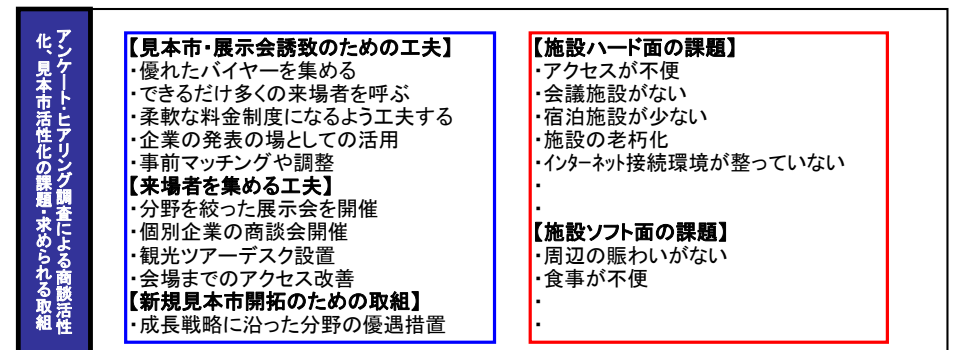 アンケート・ヒアリング調査による商談活性
化、見本市活性化の課題・求められる取組
【見本市・展示会誘致のための工夫】
・優れたバイヤーを集める
・できるだけ多くの来場者を呼ぶ
・柔軟な料金制度になるよう工夫する
・企業の発表の場としての活用
・事前マッチングや調整
【来場者を集める工夫】
・分野を絞った展示会を開催
・個別企業の商談会開催
・観光ツアーデスク設置
・会場までのアクセス改善
【新規見本市開拓のための取組】
・成長戦略に沿った分野の優遇措置
【施設ハード面の課題】
・アクセスが不便
・会議施設がない
・宿泊施設が少ない
・施設の老朽化
・インターネット接続環境が整っていない
・
・
【施設ソフト面の課題】
・周辺の賑わいがない
・食事が不便
・
・